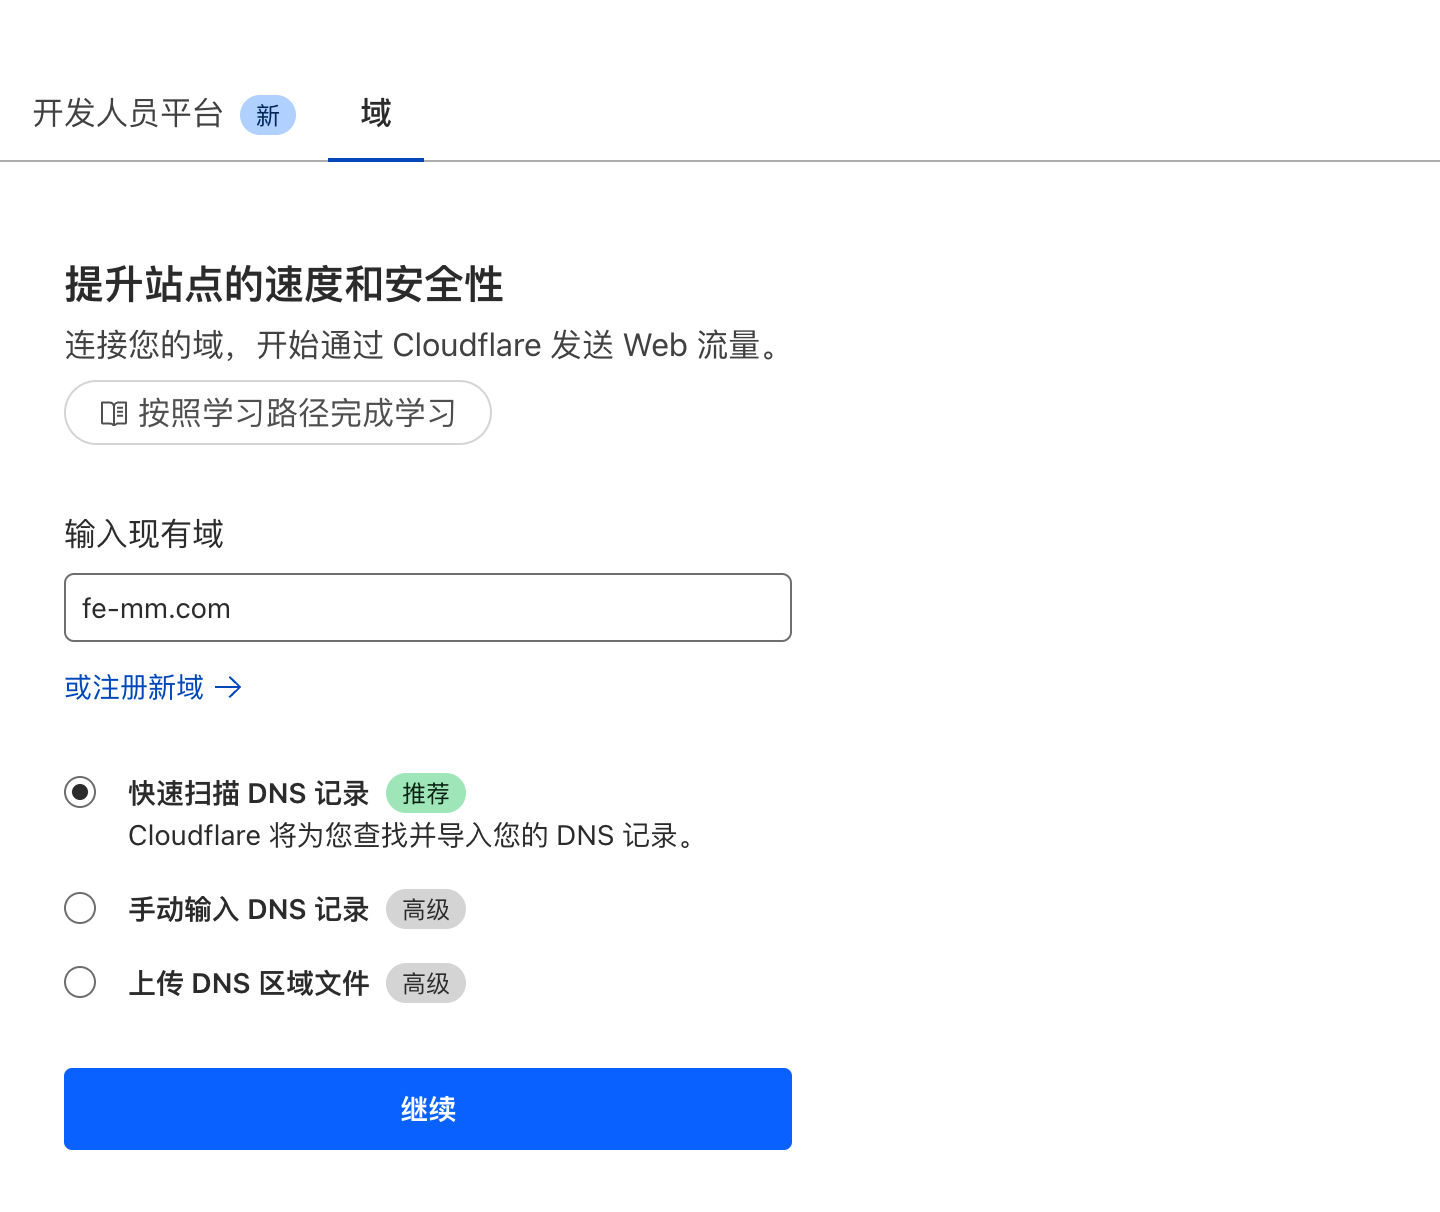 开发人员平台 新 域
提升站点的速度和安全性
连接您的域，开始通过 Cloudflare 发送 Web 流量。
按照学习路径完成学习
输入现有域
fe-mm.com
或注册新域 →
快速扫描 DNS 记录 推荐
Cloudflare 将为您查找并导入您的 DNS 记录。
手动输入 DNS 记录 高级
上传 DNS 区域文件 高级
继续